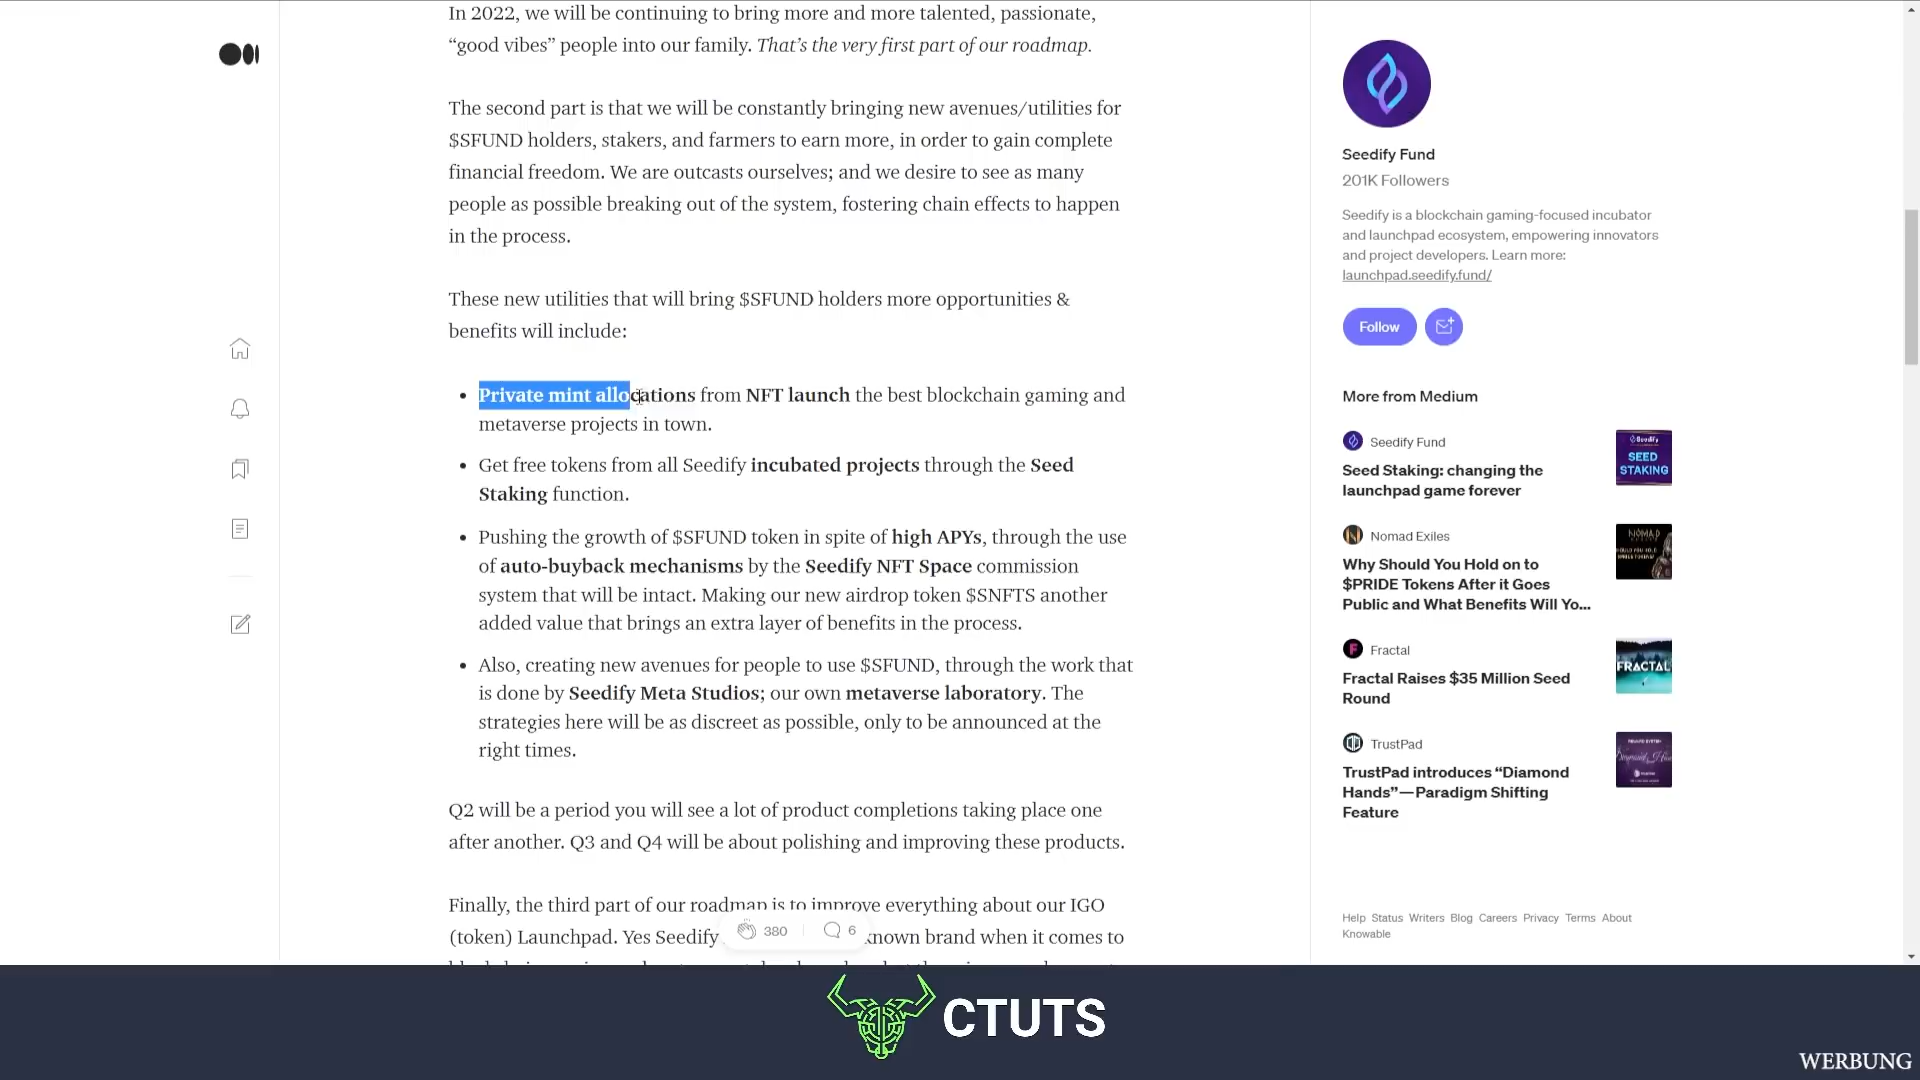 In 2022, we will be continuing to bring more and more talented, passionate,
“good vibes” people into our family. That’s the very first part of our roadmap.
The second part is that we will be constantly bringing new avenues/utilities for
$SFUND holders, stakers, and farmers to earn more, in order to gain complete
financial freedom. We are outcasts ourselves; and we desire to see as many
people as possible breaking out of the system, fostering chain effects to happen
in the process.
These new utilities that will bring $SFUND holders more opportunities &
benefits will include:
• Private mint allocations from NFT launch the best blockchain gaming and
metaverse projects in town.
• Get free tokens from all Seedify incubated projects through the Seed
Staking function.
• Pushing the growth of $SFUND token in spite of high APYs, through the use
of auto-buyback mechanisms by the Seedify NFT Space commission
system that will be intact. Making our new airdrop token $SNFTS another
added value that brings an extra layer of benefits in the process.
• Also, creating new avenues for people to use $SFUND, through the work that
is done by Seedify Meta Studios; our own metaverse laboratory. The
strategies here will be as discreet as possible, only to be announced at the
right times.
Q2 will be a period you will see a lot of product completions taking place one
after another. Q3 and Q4 will be about polishing and improving these products.
Finally, the third part of our roadmap is to improve everything about our IGO
(token) Launchpad. Yes Seedify known brand when it comes to
380 6
Seedify Fund
201K Followers
Seedify is a blockchain gaming-focused incubator
and launchpad ecosystem, empowering innovators
and project developers. Learn more:
launchpad.seedify.fund/
Follow
More from Medium
Seedify Fund
Seed Staking: changing the
launchpad game forever
Seedify
SEED
STAKING
Nomad Exiles
Why Should You Hold on to
$PRIDE Tokens After it Goes
Public and What Benefits Will Yo...
NOMAD
Fractal
Fractal Raises $35 Million Seed
Round
FRACTAL
TrustPad
TrustPad introduces “Diamond
Hands” — Paradigm Shifting
Feature
Help Status Writers Blog Careers Privacy Terms About
Knowable
CTUTS
WERBUNG